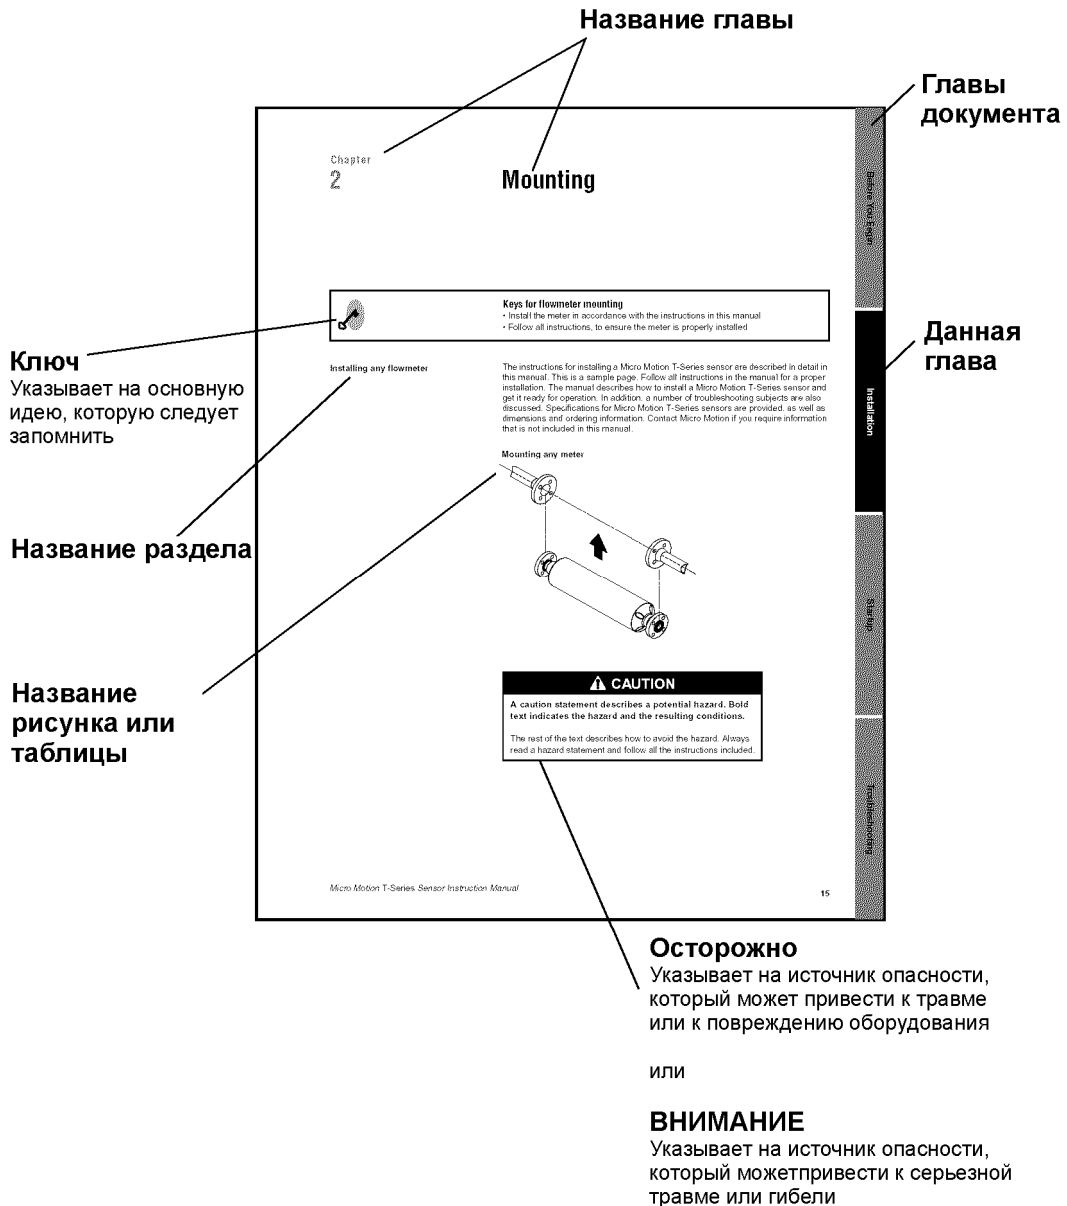 Название главы
Главы
документа
Chapter
2
Mounting
Before You Begin
Keys for flowmeter mounting
• Install the meter in accordance with the instructions in this manual
• Follow all instructions, to ensure the meter is properly installed
Ключ
Указывает на основную
идею, которую следует
запомнить
Данная
глава
Installing any flowmeter
The instructions for installing a Micro Motion T-Series sensor are described in detail in
this manual. This is a sample page. Follow all instructions in the manual for a proper
installation. The manual describes how to install a Micro Motion T-Series sensor and
get it ready for operation. In addition, a number of troubleshooting subjects are also
discussed. Specifications for Micro Motion T-Series sensors are provided, as well as
dimensions and ordering information. Contact Micro Motion if you require information
that is not included in this manual.
Installation
Mounting any meter
Название раздела
Startup
Название
рисунка или
таблицы
CAUTION
A caution statement describes a potential hazard. Bold
text indicates the hazard and the resulting conditions.
The rest of the text describes how to avoid the hazard. Always
read a hazard statement and follow all the instructions included.
Troubleshooting
Micro Motion T-Series Sensor Instruction Manual
15
Осторожно
Указывает на источник опасности,
который может привести к травме
или к повреждению оборудования
или
ВНИМАНИЕ
Указывает на источник опасности,
который можетпривести к серьезной
травме или гибели